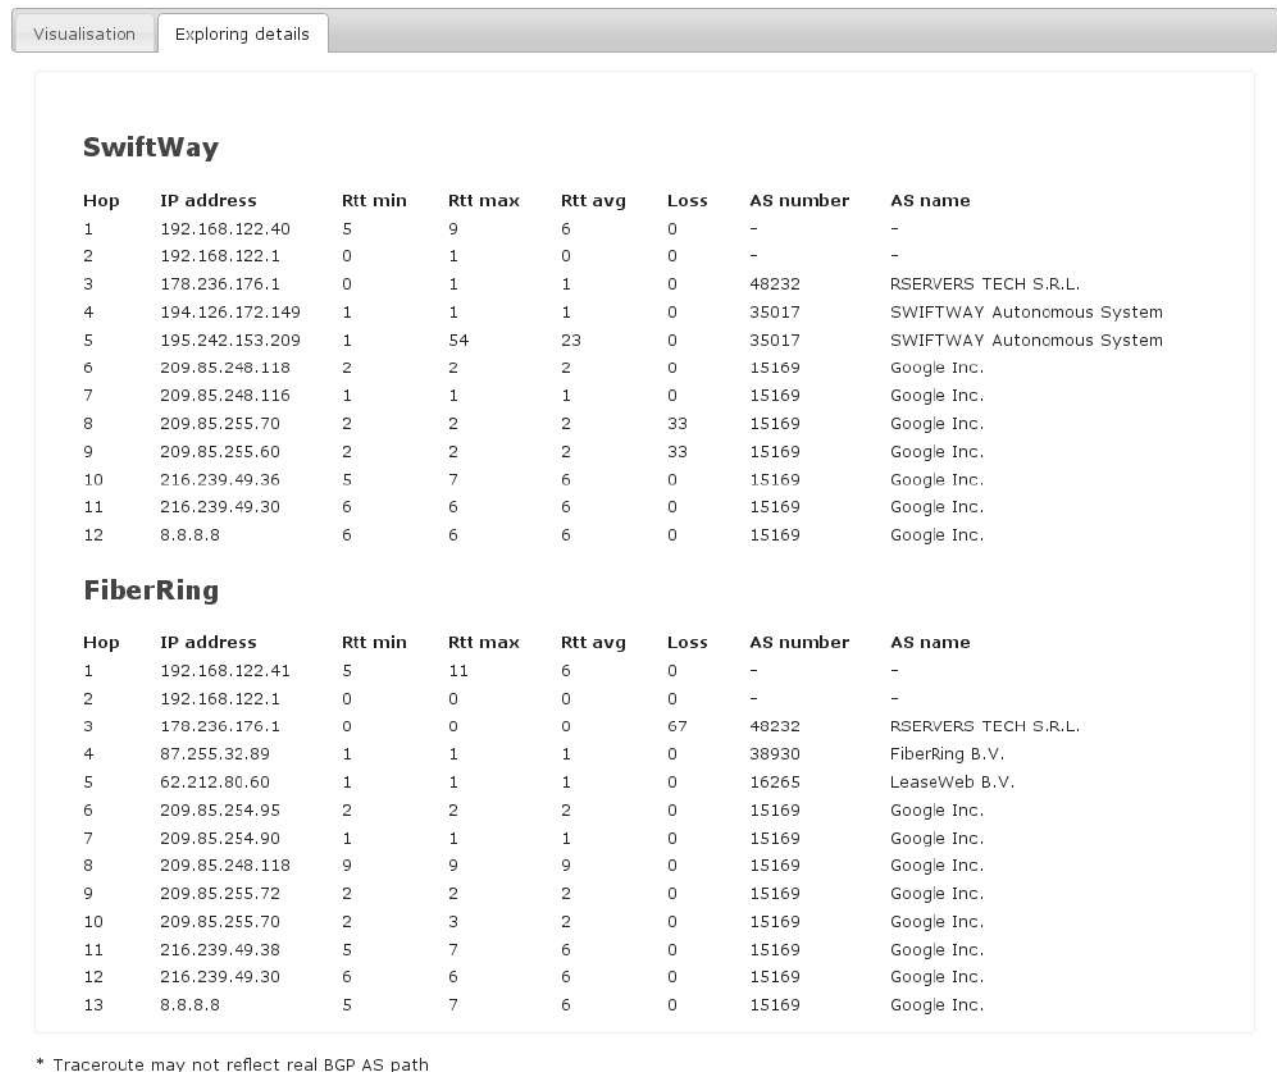 Visualisation Exploring details
SwiftWay
Hop IP address Rtt min Rtt max Rtt avg Loss AS number AS name
1 192.168.122.40 5 9 6 0 - -
2 192.168.122.1 0 1 0 0 - -
3 178.236.176.1 0 1 1 0 48232 RSERVERS TECH S.R.L.
4 194.126.172.149 1 1 1 0 35017 SWIFTWAY Autonomous System
5 195.242.153.209 1 54 23 0 35017 SWIFTWAY Autonomous System
6 209.85.248.118 2 2 2 0 15169 Google Inc.
7 209.85.248.116 1 1 1 0 15169 Google Inc.
8 209.85.255.70 2 2 2 33 15169 Google Inc.
9 209.85.255.60 2 2 2 33 15169 Google Inc.
10 216.239.49.36 5 7 6 0 15169 Google Inc.
11 216.239.49.30 6 6 6 0 15169 Google Inc.
12 8.8.8.8 6 6 6 0 15169 Google Inc.
FiberRing
Hop IP address Rtt min Rtt max Rtt avg Loss AS number AS name
1 192.168.122.41 5 11 6 0 - -
2 192.168.122.1 0 0 0 0 - -
3 178.236.176.1 0 0 0 67 48232 RSERVERS TECH S.R.L.
4 87.255.32.89 1 1 1 0 38930 FiberRing B.V.
5 62.212.80.60 1 1 1 0 16265 LeaseWeb B.V.
6 209.85.254.95 2 2 2 0 15169 Google Inc.
7 209.85.254.90 1 1 1 0 15169 Google Inc.
8 209.85.248.118 9 9 9 0 15169 Google Inc.
9 209.85.255.72 2 2 2 0 15169 Google Inc.
10 209.85.255.70 2 3 2 0 15169 Google Inc.
11 216.239.49.38 5 7 6 0 15169 Google Inc.
12 216.239.49.30 6 6 6 0 15169 Google Inc.
13 8.8.8.8 5 7 6 0 15169 Google Inc.
* Traceroute may not reflect real BGP AS path